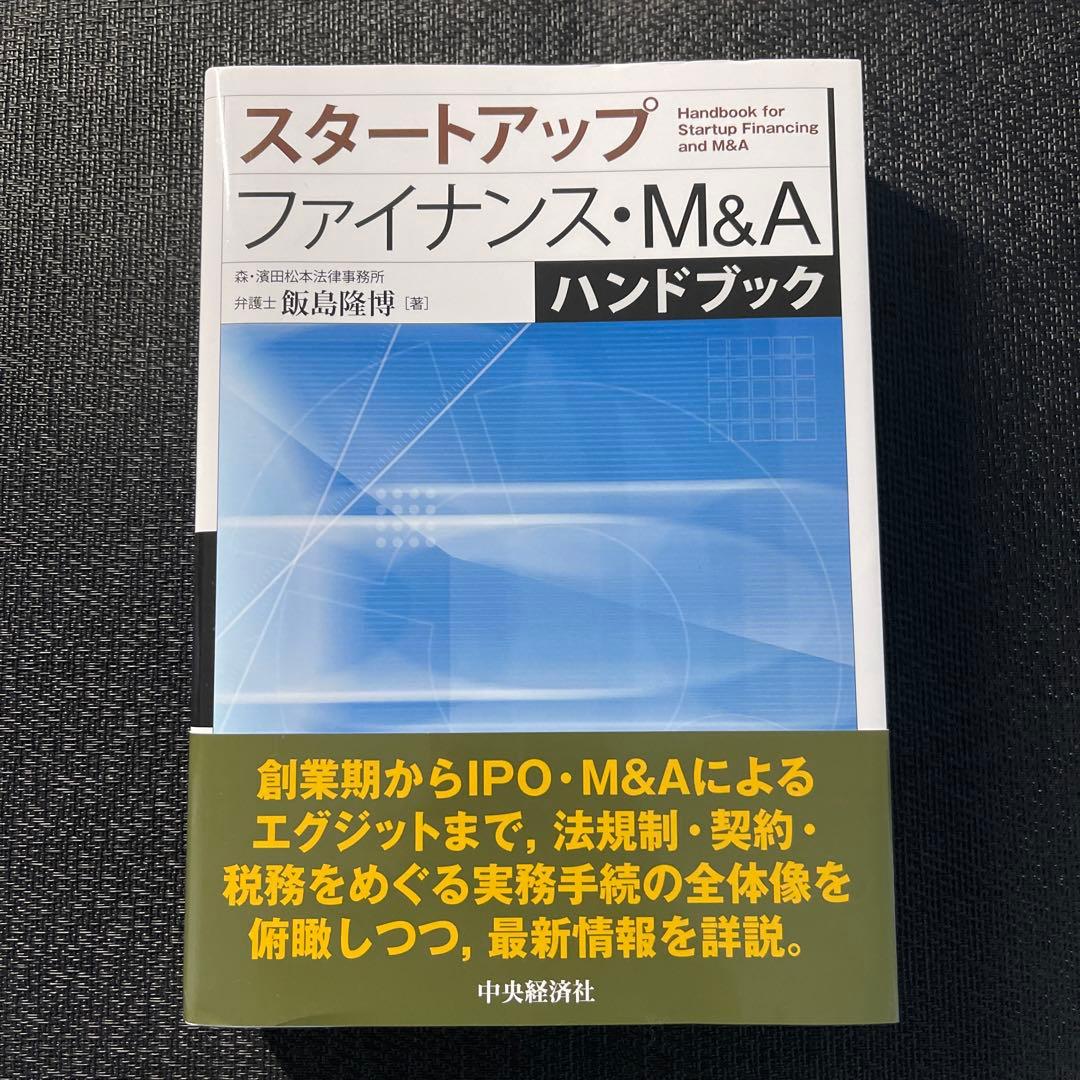 スタートアップ
Handbook for
Startup Financing
and M&A
ファイナンス・M&A
ハンドブック
森・濱田松本法律事務所
弁護士 飯島隆博［著］
創業期からIPO・M&Aによる
エグジットまで, 法規制・契約・
税務をめぐる実務手続の全体像を
俯瞰しつつ, 最新情報を詳説。
中央経済社